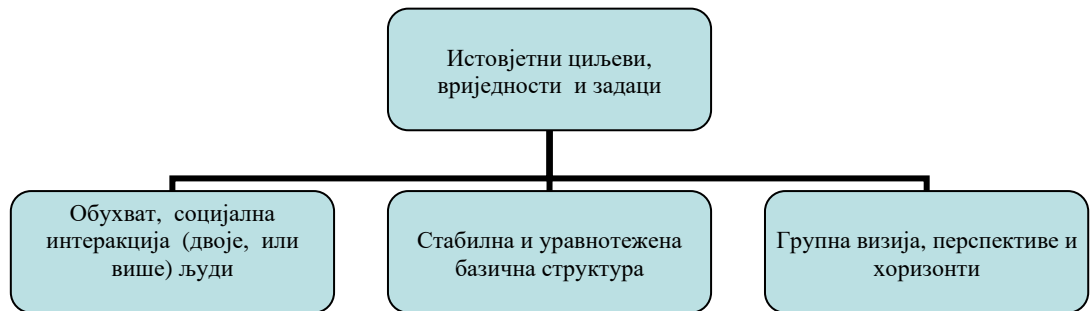 Истовјетни циљеви,
вриједности и задаци
Обухват, социјална
интеракција (двоје, или
више) људи
Стабилна и уравнотежена
базична структура
Групна визија, перспективе и
хоризонти